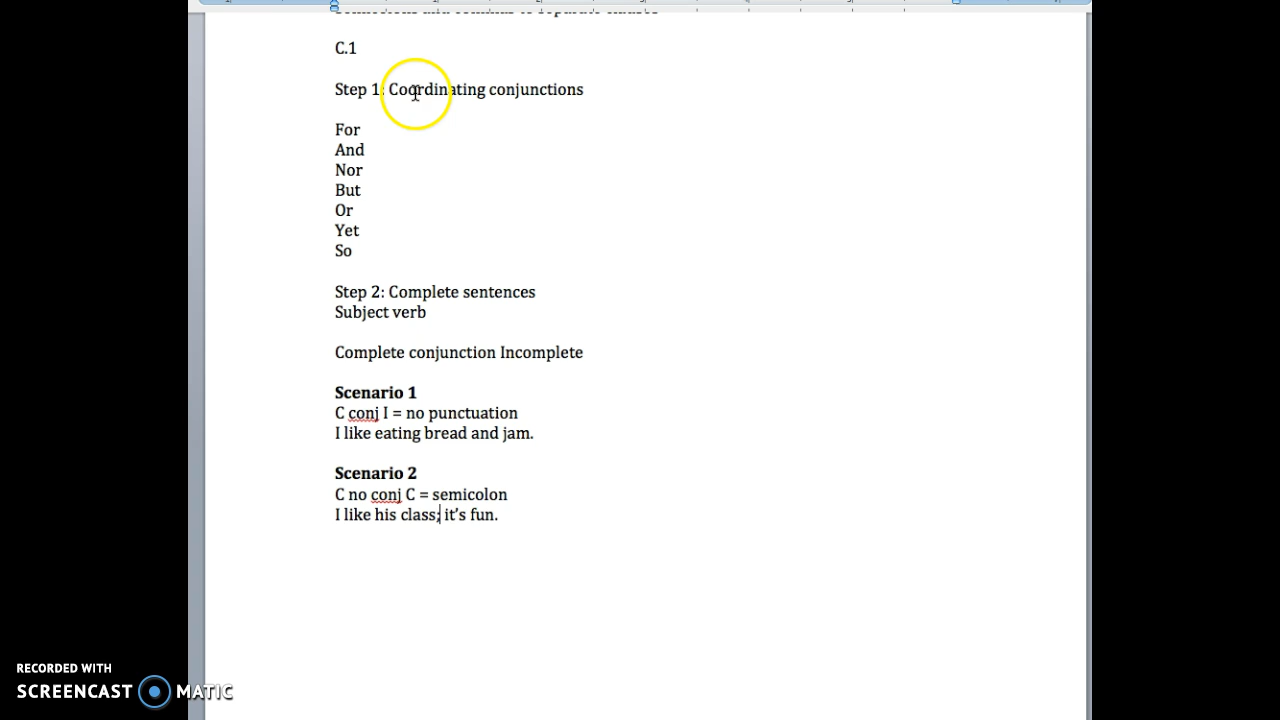 C.1
Step 1: Coordinating conjunctions
For
And
Nor
But
Or
Yet
So
Step 2: Complete sentences
Subject verb
Complete conjunction Incomplete
Scenario 1
C conj I = no punctuation
I like eating bread and jam.
Scenario 2
C no conj C = semicolon
I like his class; it's fun.
RECORDED WITH
SCREENCAST MATIC